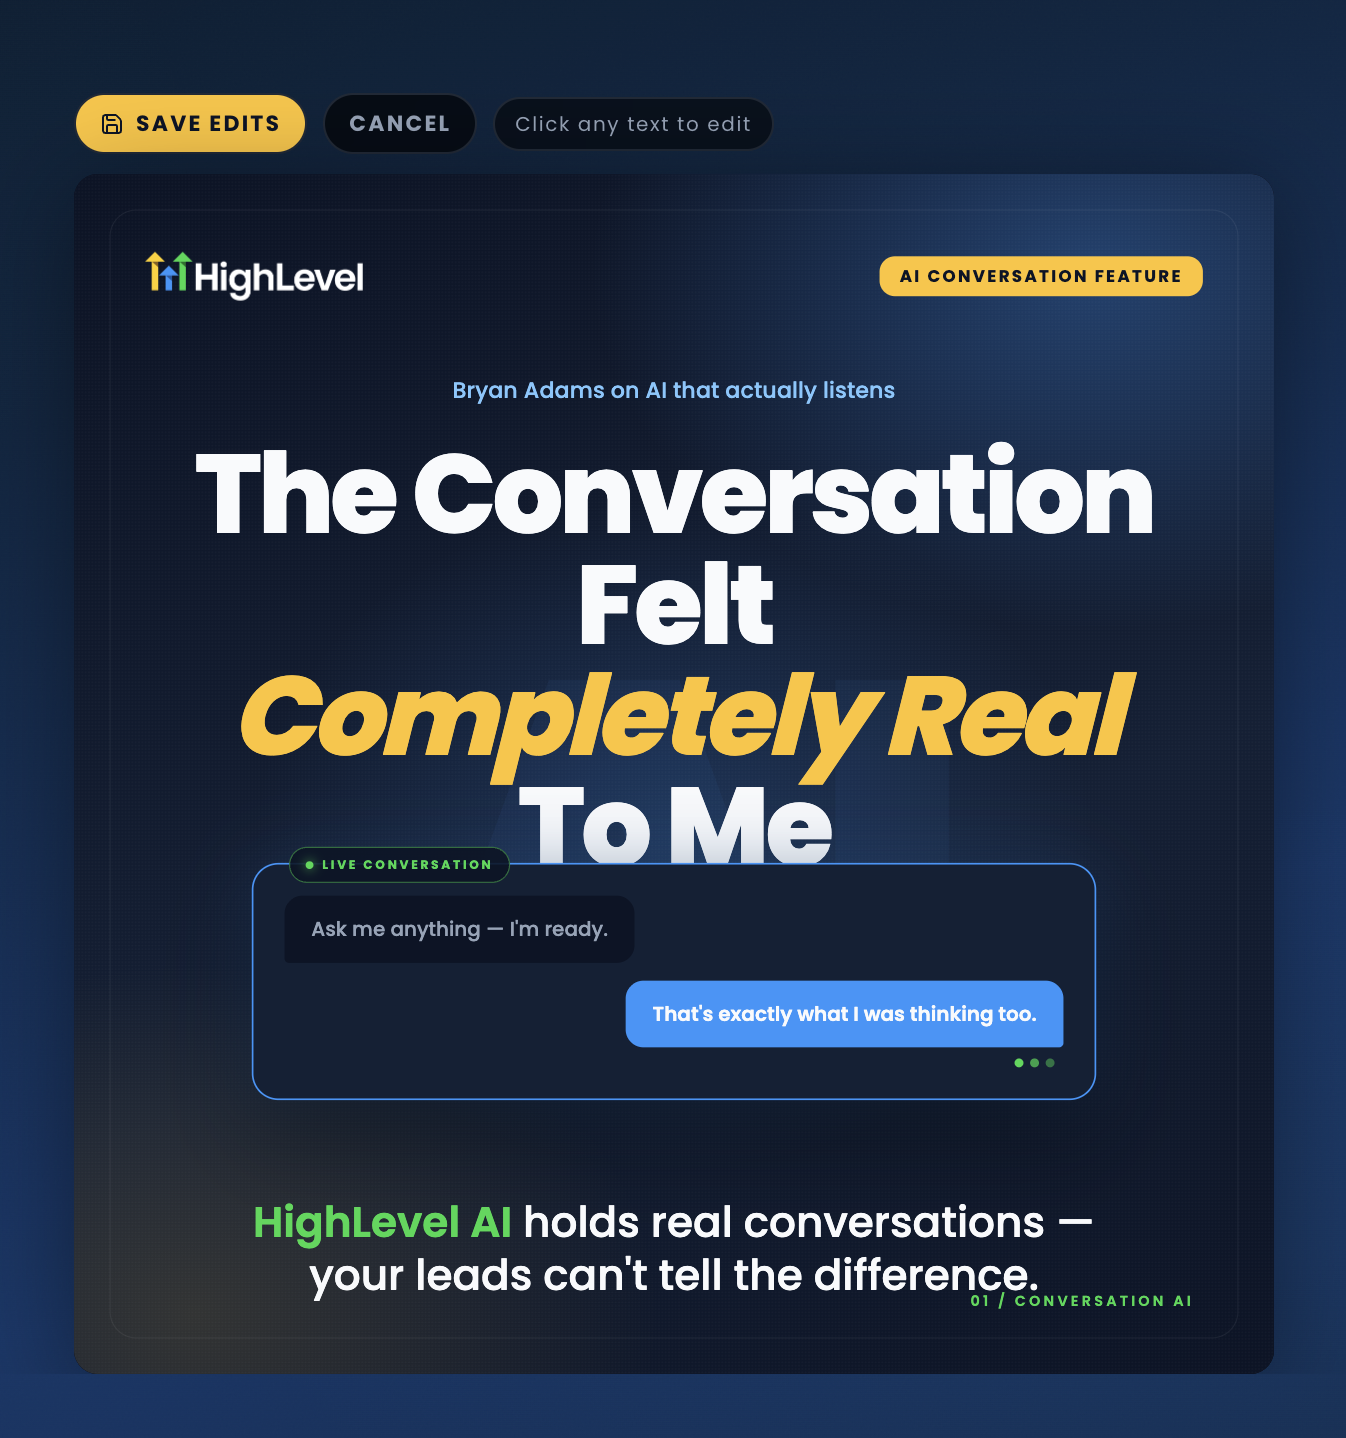 SAVE EDITS
CANCEL
Click any text to edit
HighLevel
AI CONVERSATION FEATURE
Bryan Adams on AI that actually listens
The Conversation
Felt
Completely Real
To Me
LIVE CONVERSATION
Ask me anything — I'm ready.
That's exactly what I was thinking too.
HighLevel AI holds real conversations —
your leads can't tell the difference.
01 / CONVERSATION AI